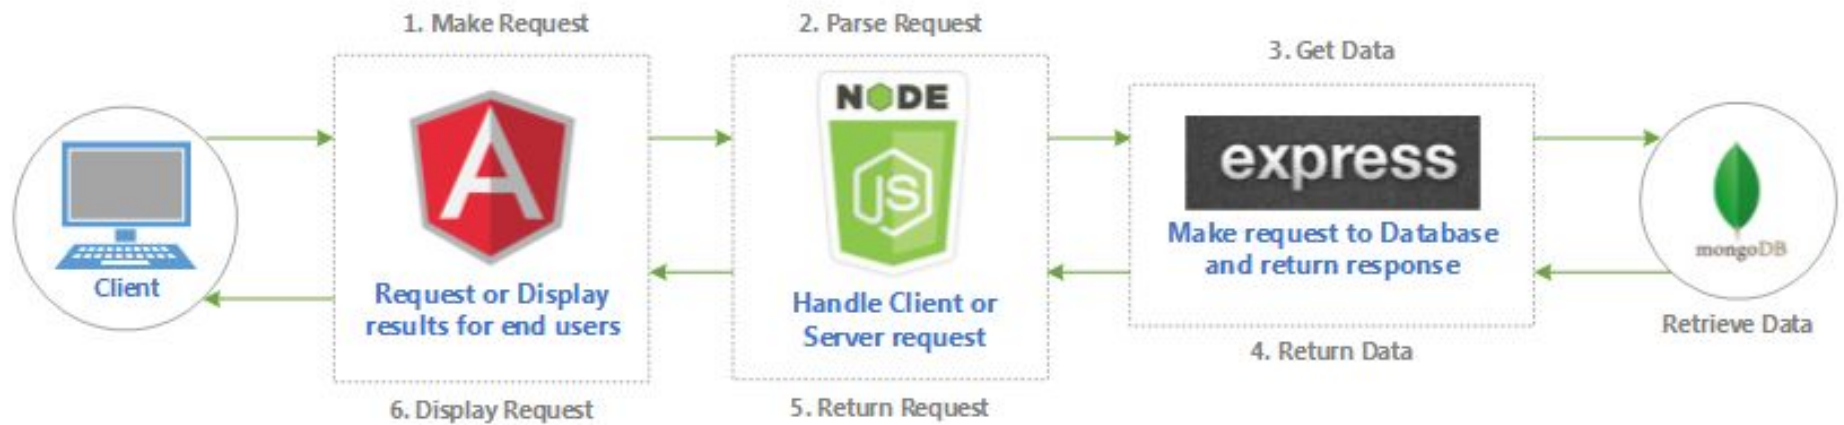 1. Make Request
2. Parse Request
3. Get Data
NODE
JS
express
Make request to Database
and return response
mongoDB
Client
Request or Display
results for end users
Handle Client or
Server request
Retrieve Data
4. Return Data
5. Return Request
6. Display Request